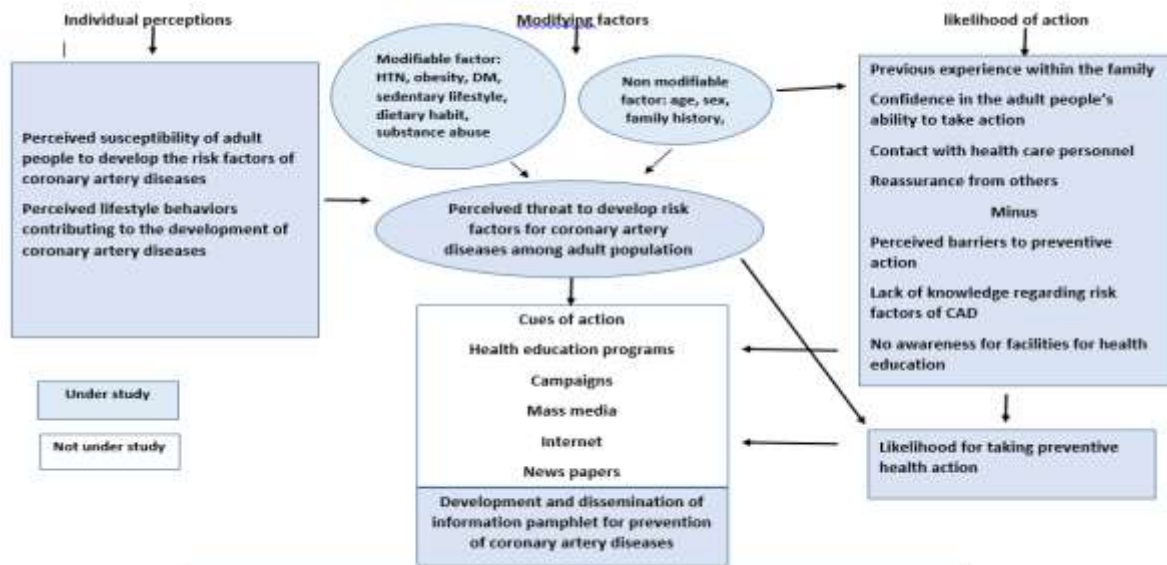 Individual perceptions
Modifying factors
likelihood of action
Perceived susceptibility of adult
people to develop the risk factors of
coronary artery diseases
Perceived lifestyle behaviors
contributing to the development of
coronary artery diseases
Modifiable factor:
HTN, obesity, DM,
sedentary lifestyle,
dietary habit,
substance abuse
Non modifiable
factor: age, sex,
family history,
Perceived threat to develop risk
factors for coronary artery
diseases among adult population
Cues of action
Health education programs
Campaigns
Mass media
Internet
News papers
Development and dissemination of
information pamphlet for prevention
of coronary artery diseases
Previous experience within the family
Confidence in the adult people's
ability to take action
Contact with health care personnel
Reassurance from others
Minus
Perceived barriers to preventive
action
Lack of knowledge regarding risk
factors of CAD
No awareness for facilities for health
education
Likelihood for taking preventive
health action
Under study
Not under study